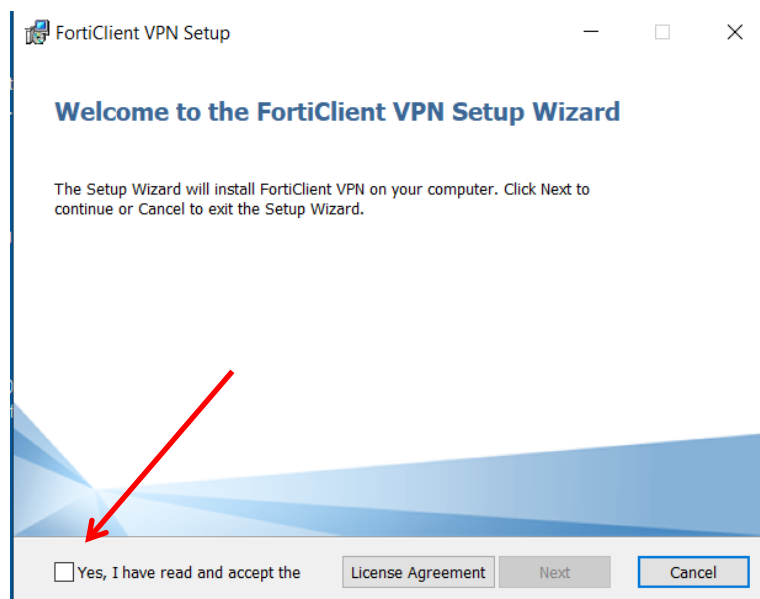 FortiClient VPN Setup
Welcome to the FortiClient VPN Setup Wizard
The Setup Wizard will install FortiClient VPN on your computer. Click Next to
continue or Cancel to exit the Setup Wizard.
Yes, I have read and accept the License Agreement Next Cancel